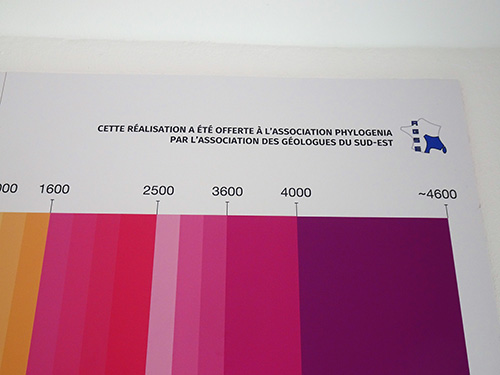 CETTE RÉALISATION A ÉTÉ OFFERTE À L'ASSOCIATION PHYLOGENIA
PAR L'ASSOCIATION DES GÉOLOGUES DU SUD-EST
1600 2500 3600 4000 ~4600